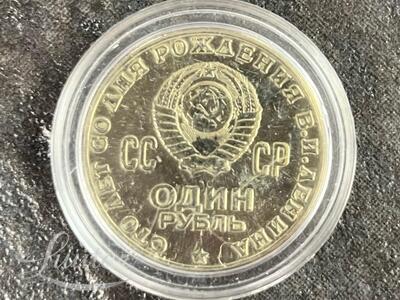 СТО ЛЕТ СО ДНЯ РОЖДЕНИЯ В.И.ЛЕНИНА
СС СР
ОДИН
РУБЛЬ